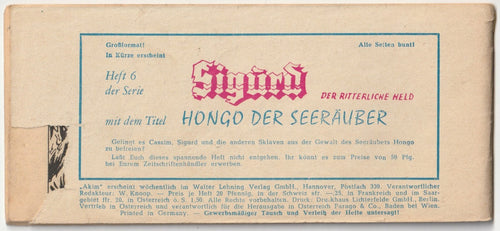 Großformat!
Alle Seiten bunt!
In Kürze erscheint
Heft 6
der Serie
Sigurd
DER RITTERLICHE HELD
mit dem Titel HONGO DER SEERÄUBER
Gelingt es Cassim, Sigurd und die anderen Sklaven aus der Gewalt des Seeräubers Hongo
zu befreien?
Laßt Euch dieses spannende Heft nicht entgehen. Ihr könnt es zum Preise von 50 Pfg.
bei Eurem Zeitschriftenhändler erwerben.
„Akim“ erscheint wöchentlich im Walter Lehning Verlag GmbH., Hannover, Postfach 330. Verantwortlicher
Redakteur: W. Knoop. — Preis je Heft 20 Pfennig, in der Schweiz sfr. —.25, in Frankreich und im Saar-
gebiet ffr. 20, in Österreich ö. S. 1.50. Alle Rechte vorbehalten. Druck: Druckhaus Lichterfelde GmbH., Berlin.
Vertrieb in Österreich und verantwortlich für die Herausgabe in Österreich Farago & Co., Baden bei Wien.
Printed in Germany. — Gewerbsmäßiger Tausch und Verleih der Hefte untersagt!